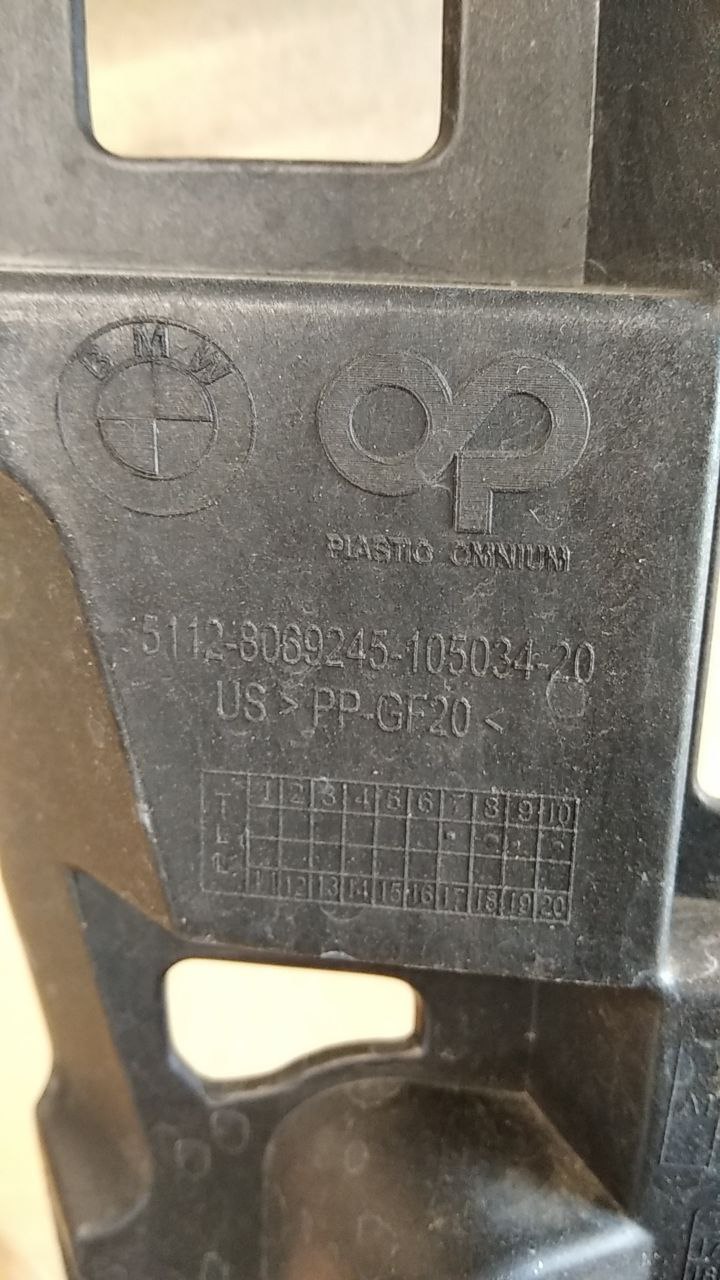 BMW
OP
PLASTIC OMNIUM
5112-8069245-105034-20
US > PP-GF20 <
1 2 3 4 5 6 7 8 9 10
11 12 13 14 15 16 17 18 19 20